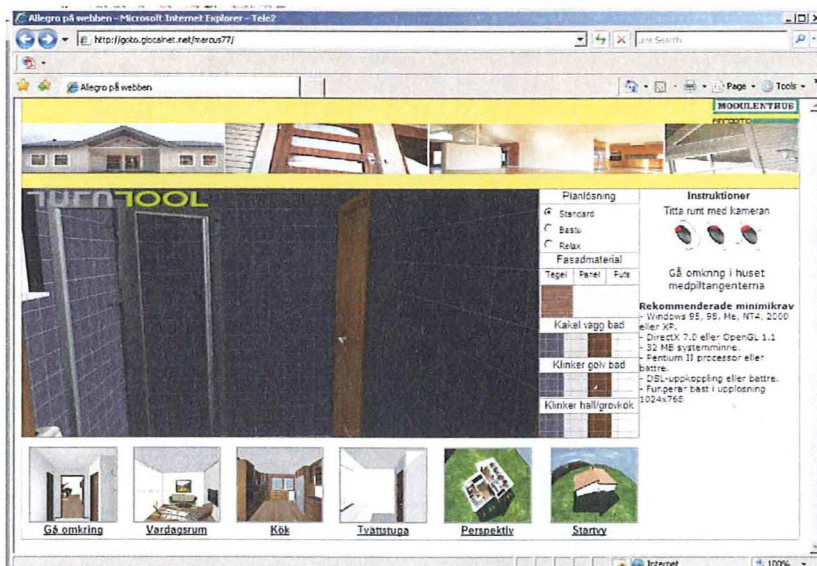 Allegro på webben - Microsoft Internet Explorer - Tele2
http://goto.glocalnet.net/marcus77/
Live Search
Allegro på webben
Page
Tools
MODULENTHUS
TOOL
Planlösning
Standard
Bastu
Relax
Fasadmaterial
Tegel Panel Puts
Kakel vägg bad
Klinker golv bad
Klinker hall/grovkök
Instruktioner
Titta runt med kameran
Gå omkring i huset
medpiltangenterna
Rekommenderade minimikrav
- Windows 95, 98, Me, NT4, 2000
eller XP.
- DirectX 7.0 eller OpenGL 1.1
- 32 MB systemminne.
- Pentium II processor eller
bättre.
- DSL-uppkoppling eller bättre.
- Fungerar bäst i upplösning
1024x768
Gå omkring
Vardagsrum
Kök
Tvättstuga
Perspektiv
Startvy
Internet
100%